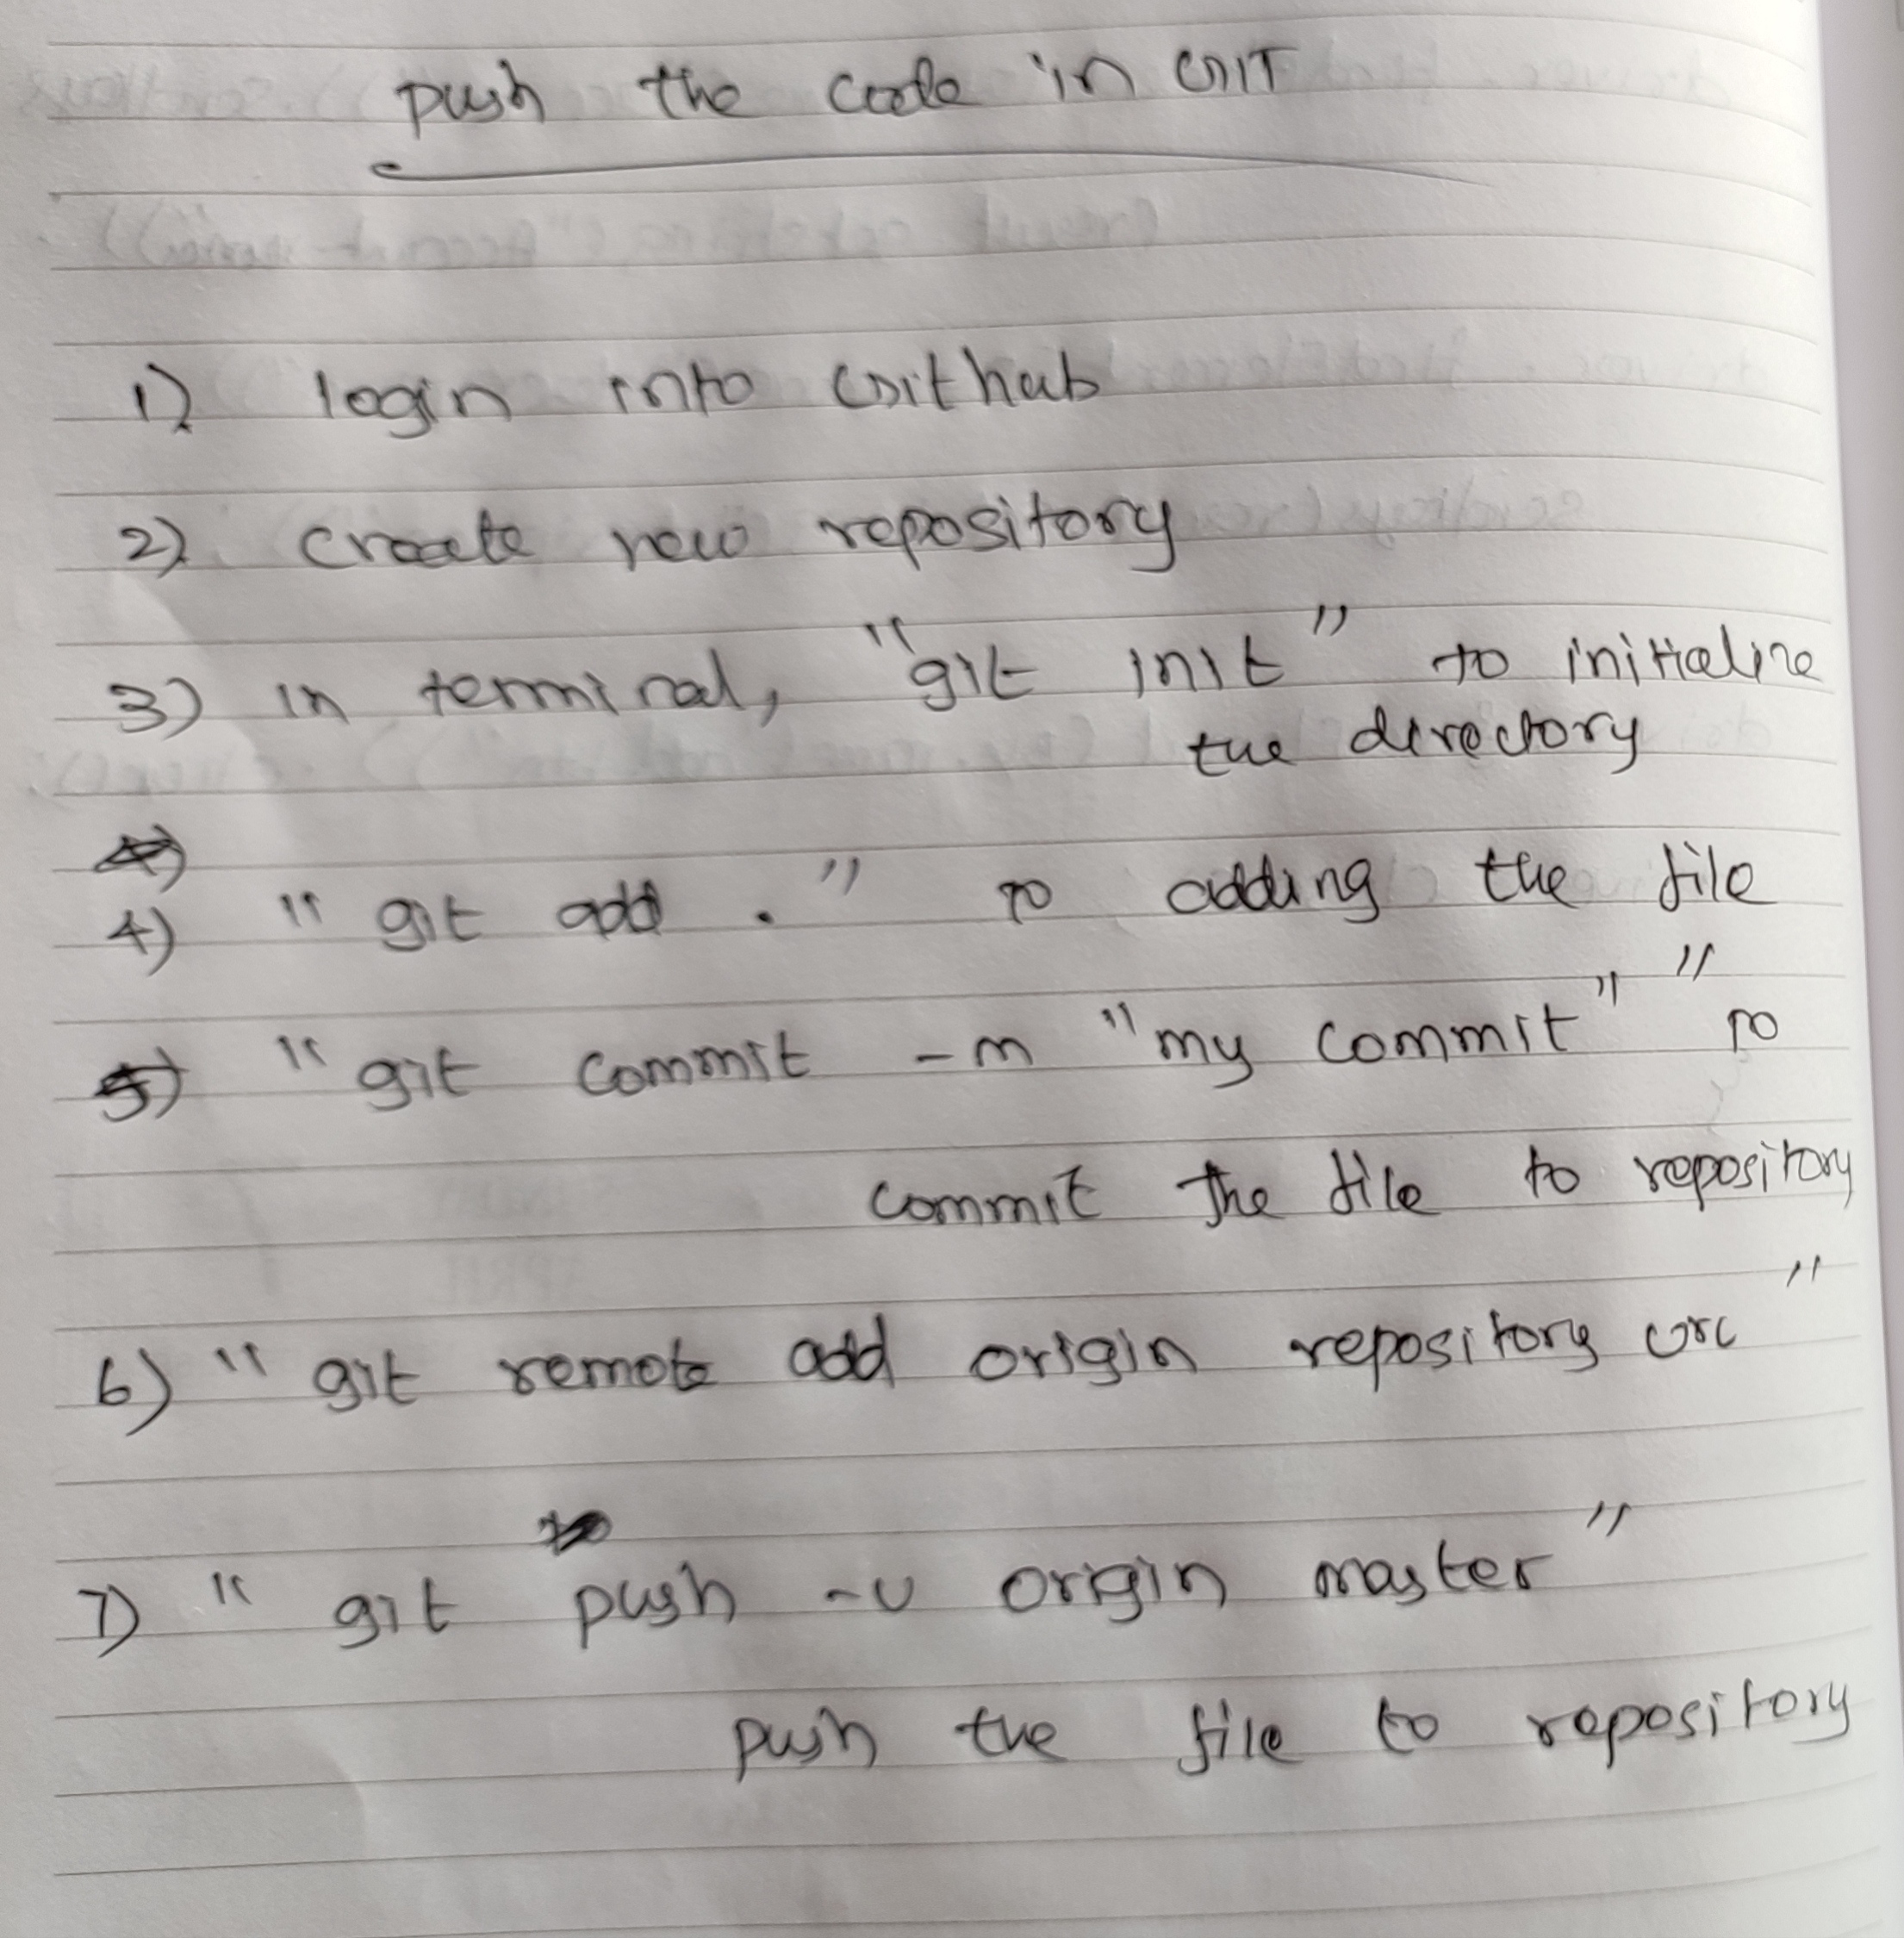 push the code in GIT
1) login into Github
2) create new repository
3) in terminal, "git init" to initialize
the directory
4) "git add ." to adding the file
5) "git commit -m "my commit"" to
commit the file to repository
6) "git remote add origin repository url"
7) "git push -u origin master"
push the file to repository